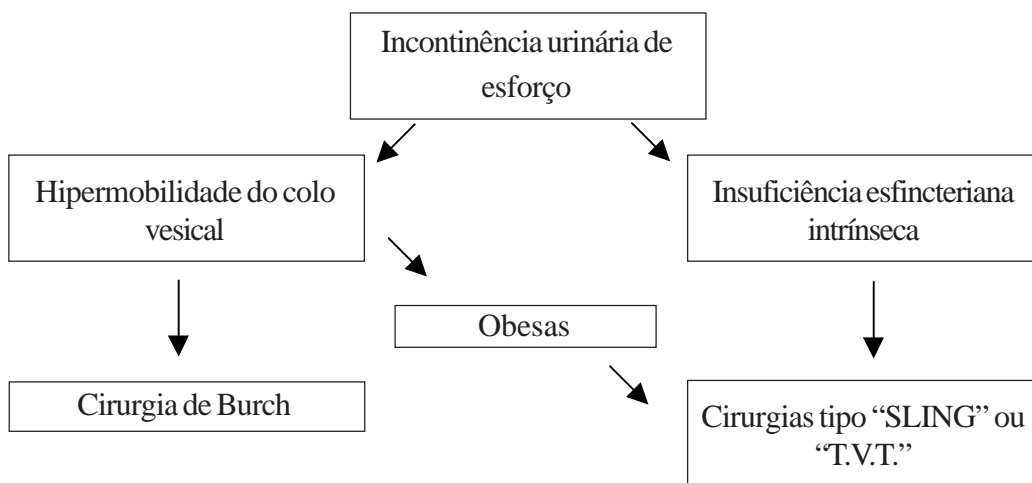 Incontinência urinária de
esforço
Hipermobilidade do colo
vesical
Insuficiência esfincteriana
intrínseca
Obesas
Cirurgia de Burch
Cirurgias tipo “SLING” ou
“T.V.T.”